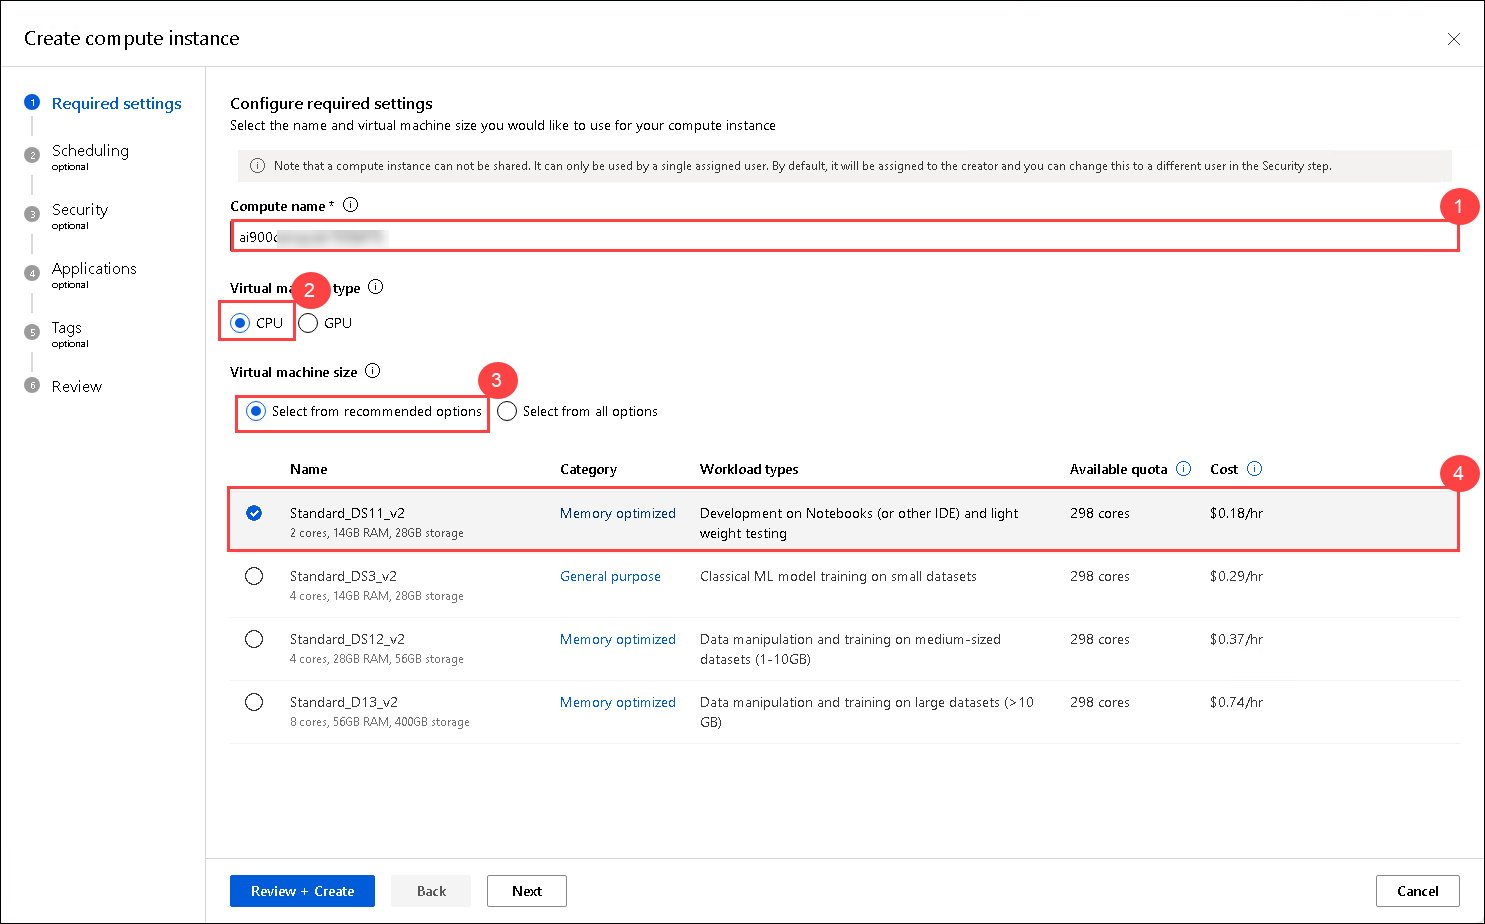 Create compute instance
1 Required settings
2 Scheduling
optional
3 Security
optional
4 Applications
optional
5 Tags
optional
6 Review
Configure required settings
Select the name and virtual machine size you would like to use for your compute instance
Note that a compute instance can not be shared. It can only be used by a single assigned user. By default, it will be assigned to the creator and you can change this to a different user in the Security step.
Compute name *
1
ai900c
Virtual type
2
CPU GPU
Virtual machine size
3
Select from recommended options Select from all options
Name Category Workload types Available quota Cost
4
Standard_DS11_v2 Memory optimized Development on Notebooks (or other IDE) and light 298 cores $0.18/hr
2 cores, 14GB RAM, 28GB storage weight testing
Standard_DS3_v2 General purpose Classical ML model training on small datasets 298 cores $0.29/hr
4 cores, 14GB RAM, 28GB storage
Standard_DS12_v2 Memory optimized Data manipulation and training on medium-sized 298 cores $0.37/hr
4 cores, 28GB RAM, 56GB storage datasets (1-10GB)
Standard_D13_v2 Memory optimized Data manipulation and training on large datasets (>10 298 cores $0.74/hr
8 cores, 56GB RAM, 400GB storage GB)
Review + Create Back Next Cancel